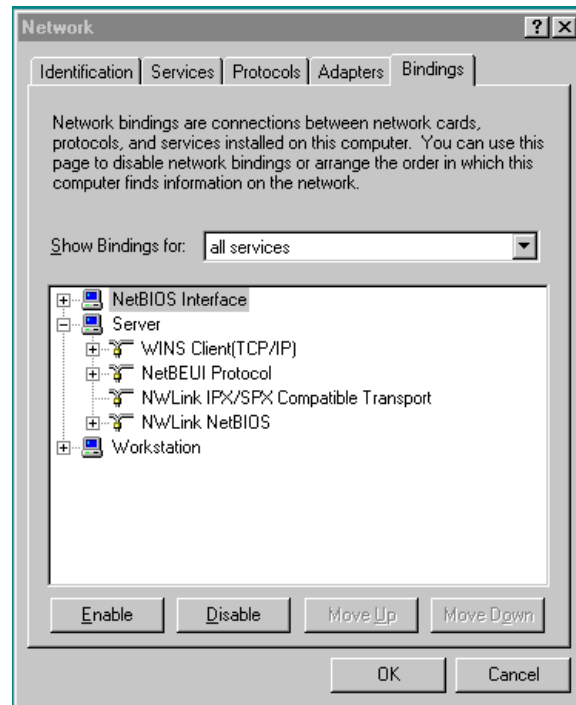 Network
Identification Services Protocols Adapters Bindings
Network bindings are connections between network cards,
protocols, and services installed on this computer. You can use this
page to disable network bindings or arrange the order in which this
computer finds information on the network.
Show Bindings for: all services
NetBIOS Interface
Server
WINS Client(TCP/IP)
NetBEUI Protocol
NWLink IPX/SPX Compatible Transport
NWLink NetBIOS
Workstation
Enable Disable Move Up Move Down
OK Cancel